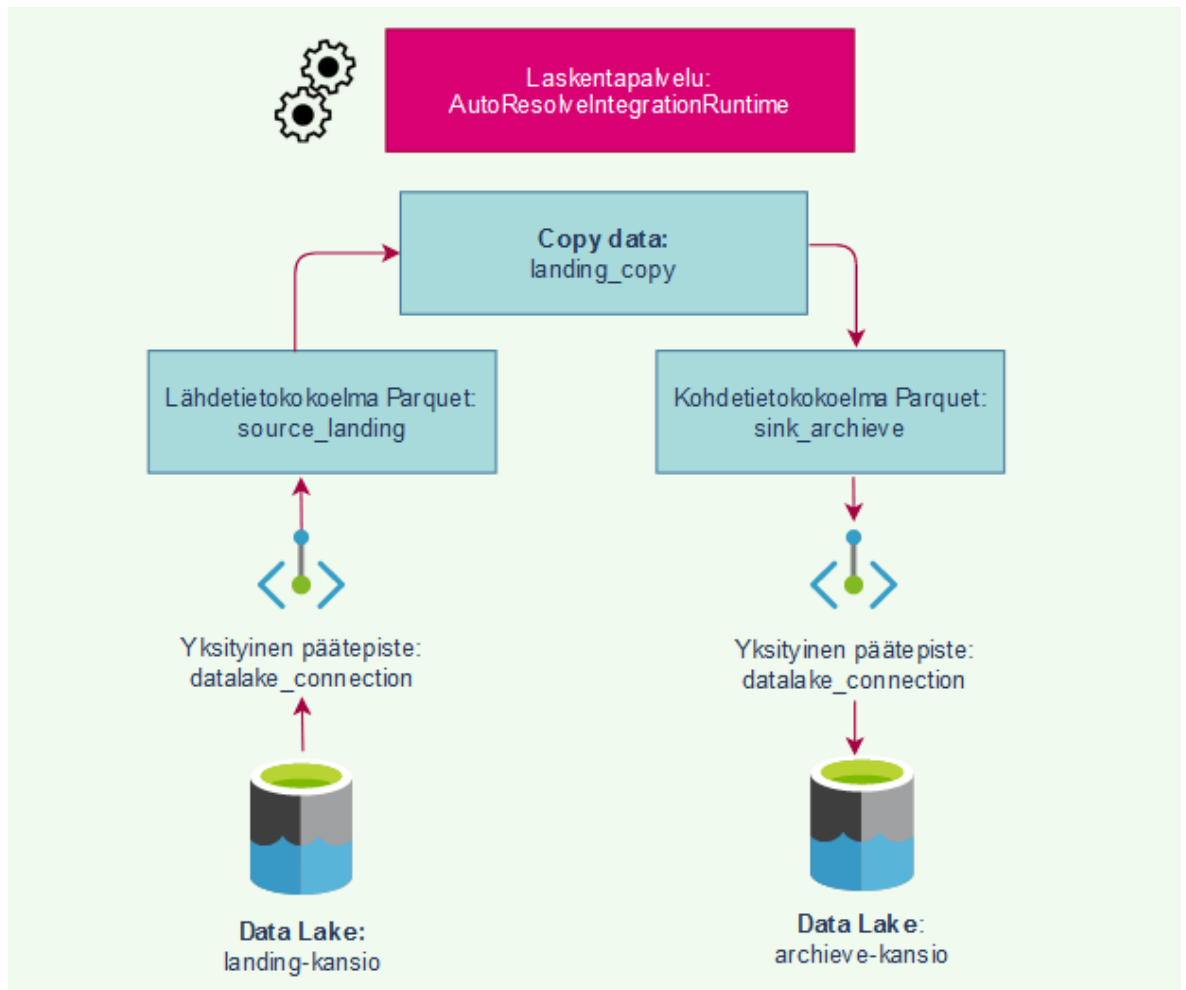 Laskentapalvelu:
AutoResolveIntegrationRuntime
Copy data:
landing_copy
Lähdetietokokoelma Parquet:
source_landing
Kohdetietokokoelma Parquet:
sink_archieve
Yksityinen päätepiste:
datalake_connection
Yksityinen päätepiste:
datalake_connection
Data Lake:
landing-kansio
Data Lake:
archieve-kansio